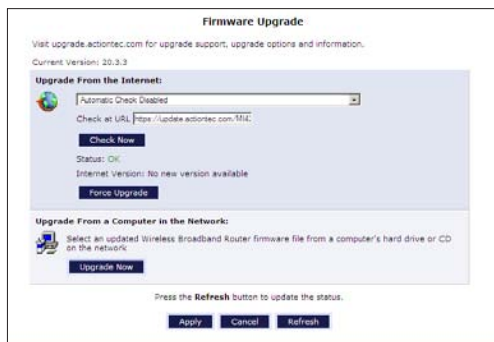 Firmware Upgrade
Visit upgrade.actiontec.com for upgrade support, upgrade options and information.
Current Version: 20.3.3
Upgrade From the Internet:
Automatic Check Disabled
Check at URL https://update.actiontec.com/MI42
Check Now
Status: OK
Internet Version: No new version available
Force Upgrade
Upgrade From a Computer in the Network:
Select an updated Wireless Broadband Router firmware file from a computer's hard drive or CD
on the network
Upgrade Now
Press the Refresh button to update the status.
Apply Cancel Refresh